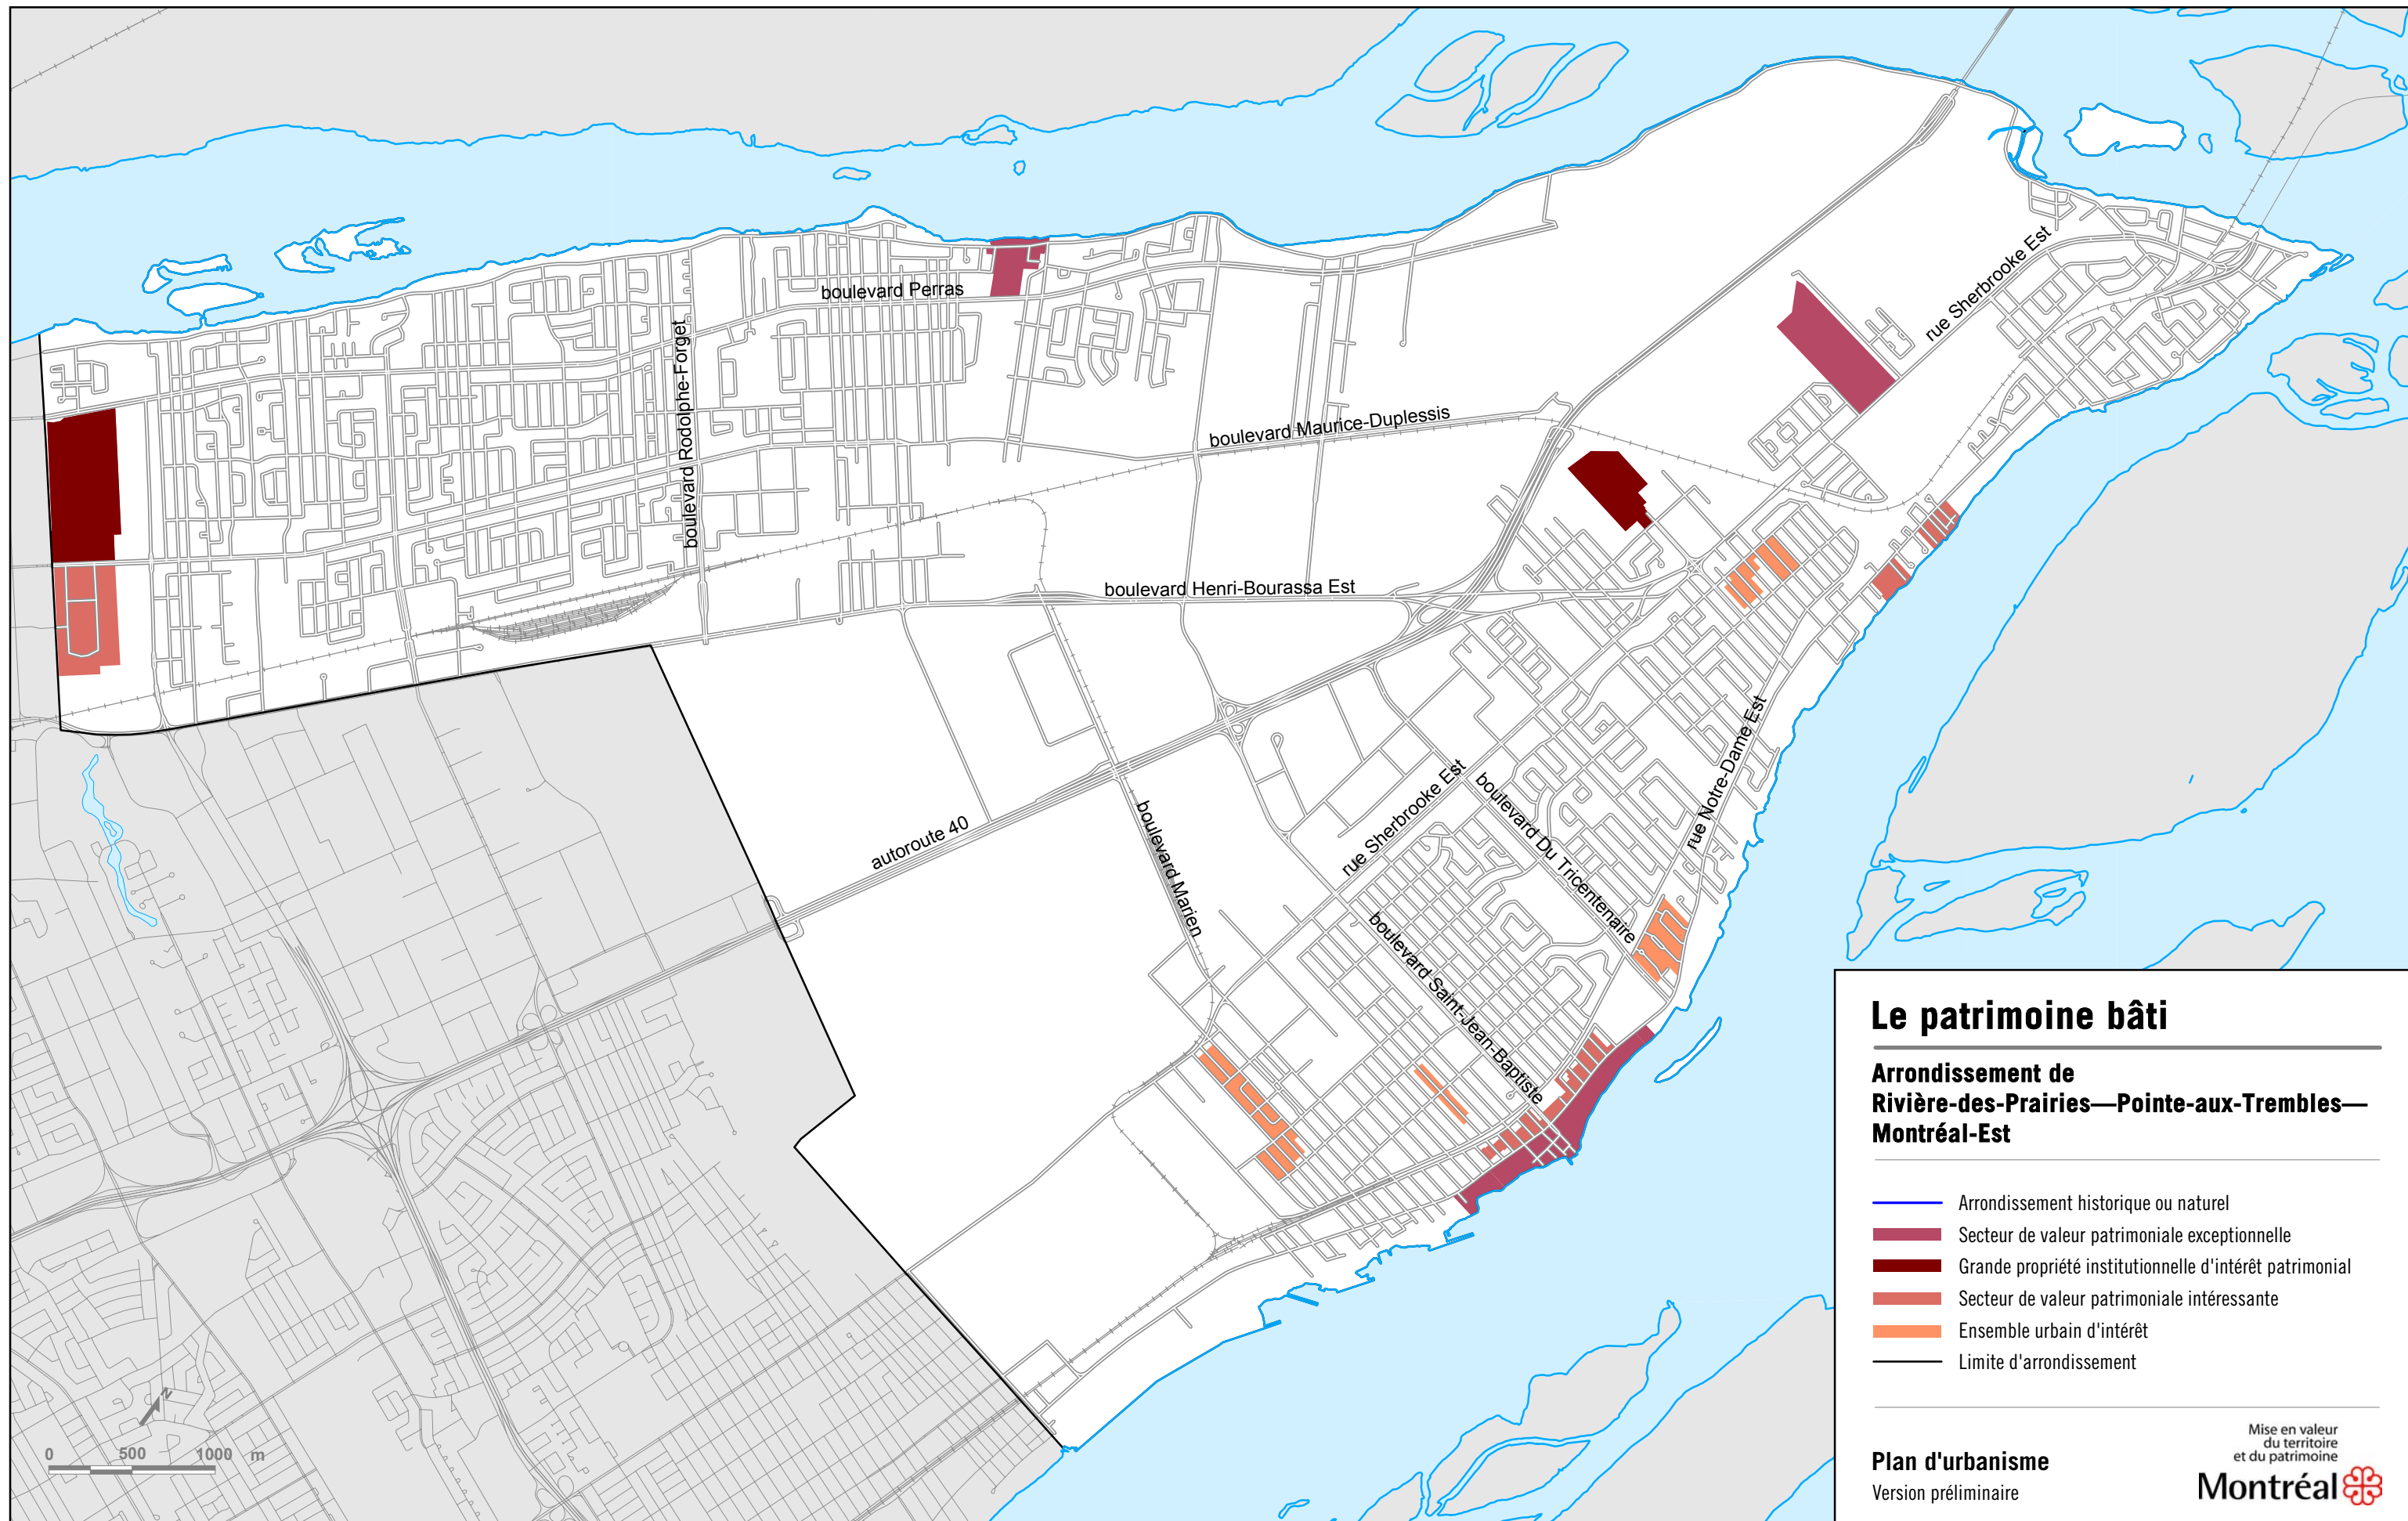 boulevard Perras
boulevard Rodolphe-Forget
boulevard Maurice-Duplessis
rue Sherbrooke Est
boulevard Henri-Bourassa Est
autoroute 40
boulevard Marien
rue Sherbrooke Est
boulevard Du Tricentenaire
rue Notre-Dame Est
boulevard Saint-Jean-Baptiste
N
0 500 1000 m
Le patrimoine bâti
Arrondissement de
Rivière-des-Prairies—Pointe-aux-Trembles—
Montréal-Est
Arrondissement historique ou naturel
Secteur de valeur patrimoniale exceptionnelle
Grande propriété institutionnelle d'intérêt patrimonial
Secteur de valeur patrimoniale intéressante
Ensemble urbain d'intérêt
Limite d'arrondissement
Plan d'urbanisme
Version préliminaire
Mise en valeur
du territoire
et du patrimoine
Montréal